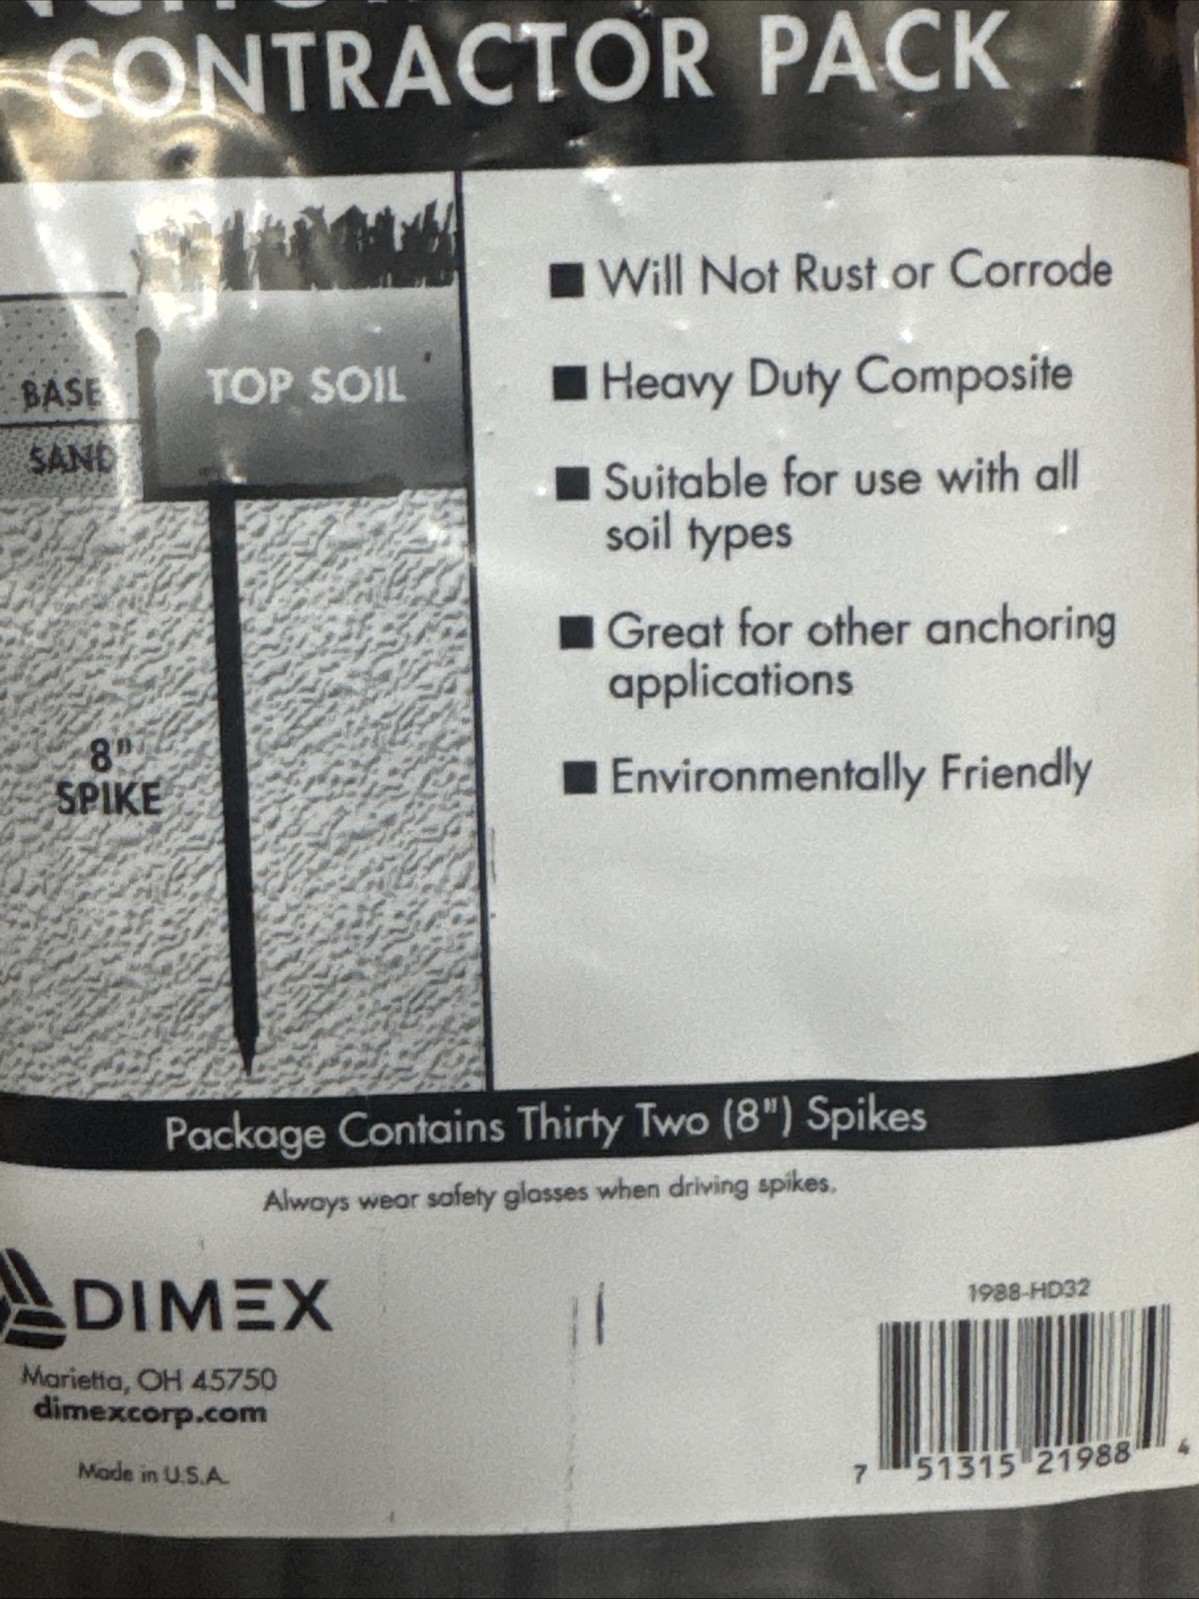 CONTRACTOR PACK
BASE
SAND
TOP SOIL
8"
SPIKE
■ Will Not Rust or Corrode
■ Heavy Duty Composite
■ Suitable for use with all
soil types
■ Great for other anchoring
applications
■ Environmentally Friendly
Package Contains Thirty Two (8") Spikes
Always wear safety glasses when driving spikes.
DIMEX
Marietta, OH 45750
dimexcorp.com
Made in U.S.A.
1988-HD32
7 51315 21988 4